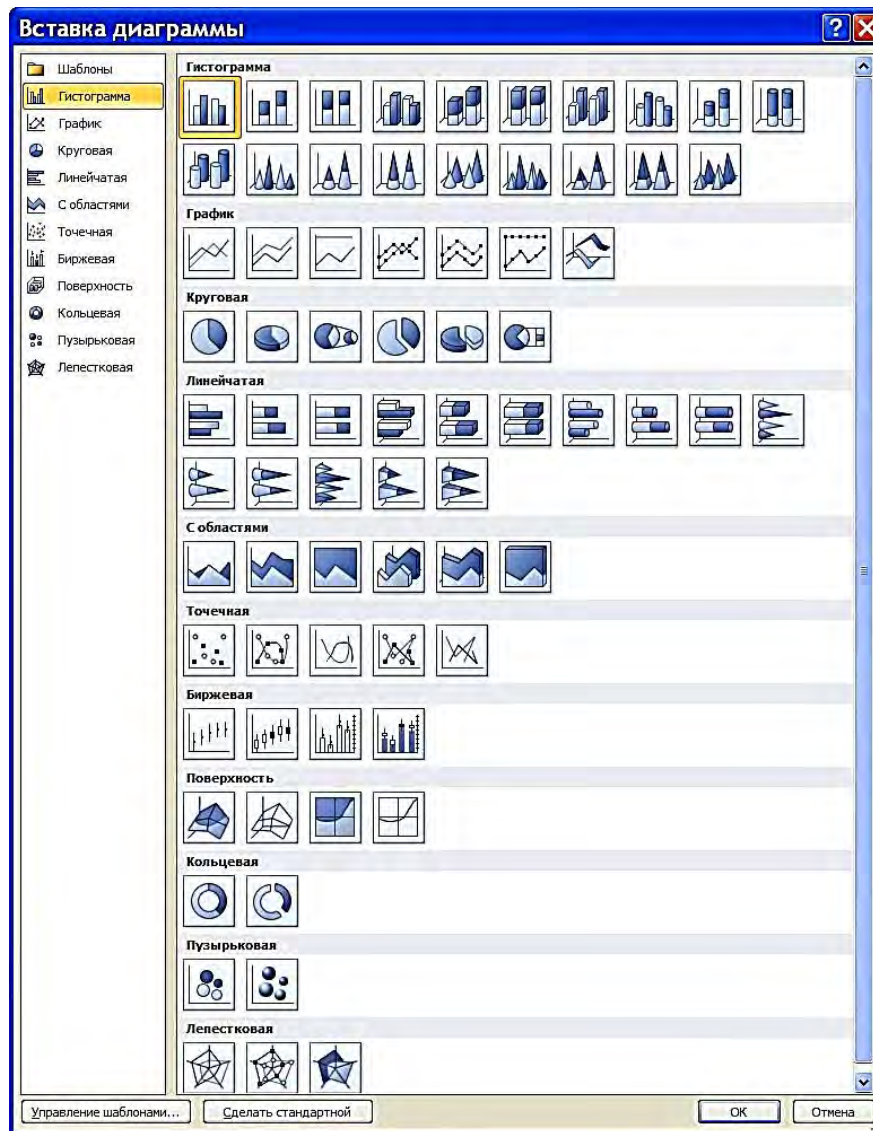 Вставка диаграммы
Шаблоны
Гистограмма
График
Круговая
Линейчатая
С областями
Точечная
Биржевая
Поверхность
Кольцевая
Пузырьковая
Лепестковая
Гистограмма
График
Круговая
Линейчатая
С областями
Точечная
Биржевая
Поверхность
Кольцевая
Пузырьковая
Лепестковая
Управление шаблонами...
Сделать стандартной
ОК
Отмена